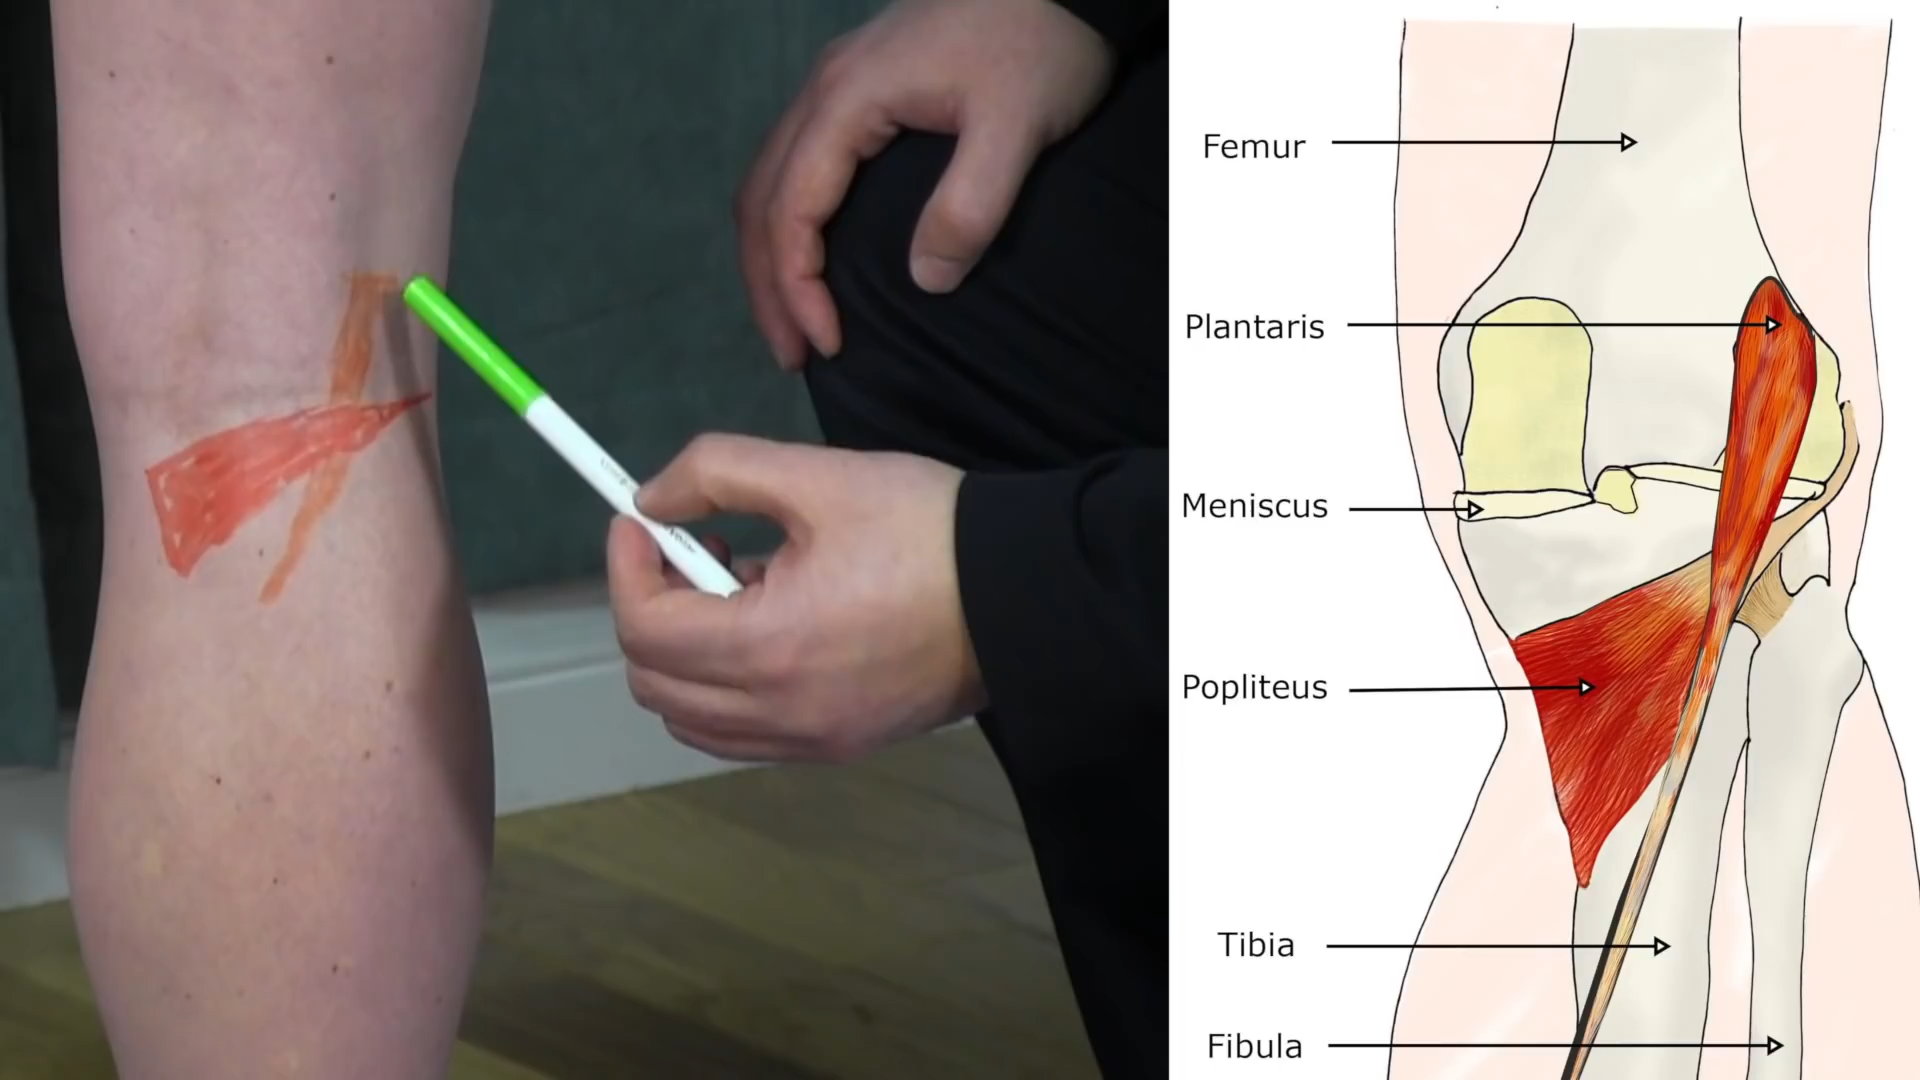 Femur
Plantaris
Meniscus
Popliteus
Tibia
Fibula